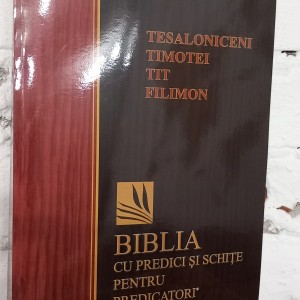 TESALONICENI
TIMOTEI
TIT
FILIMON
BIBLIA
CU PREDICI ȘI SCHIȚE
PENTRU
PREDICATORI